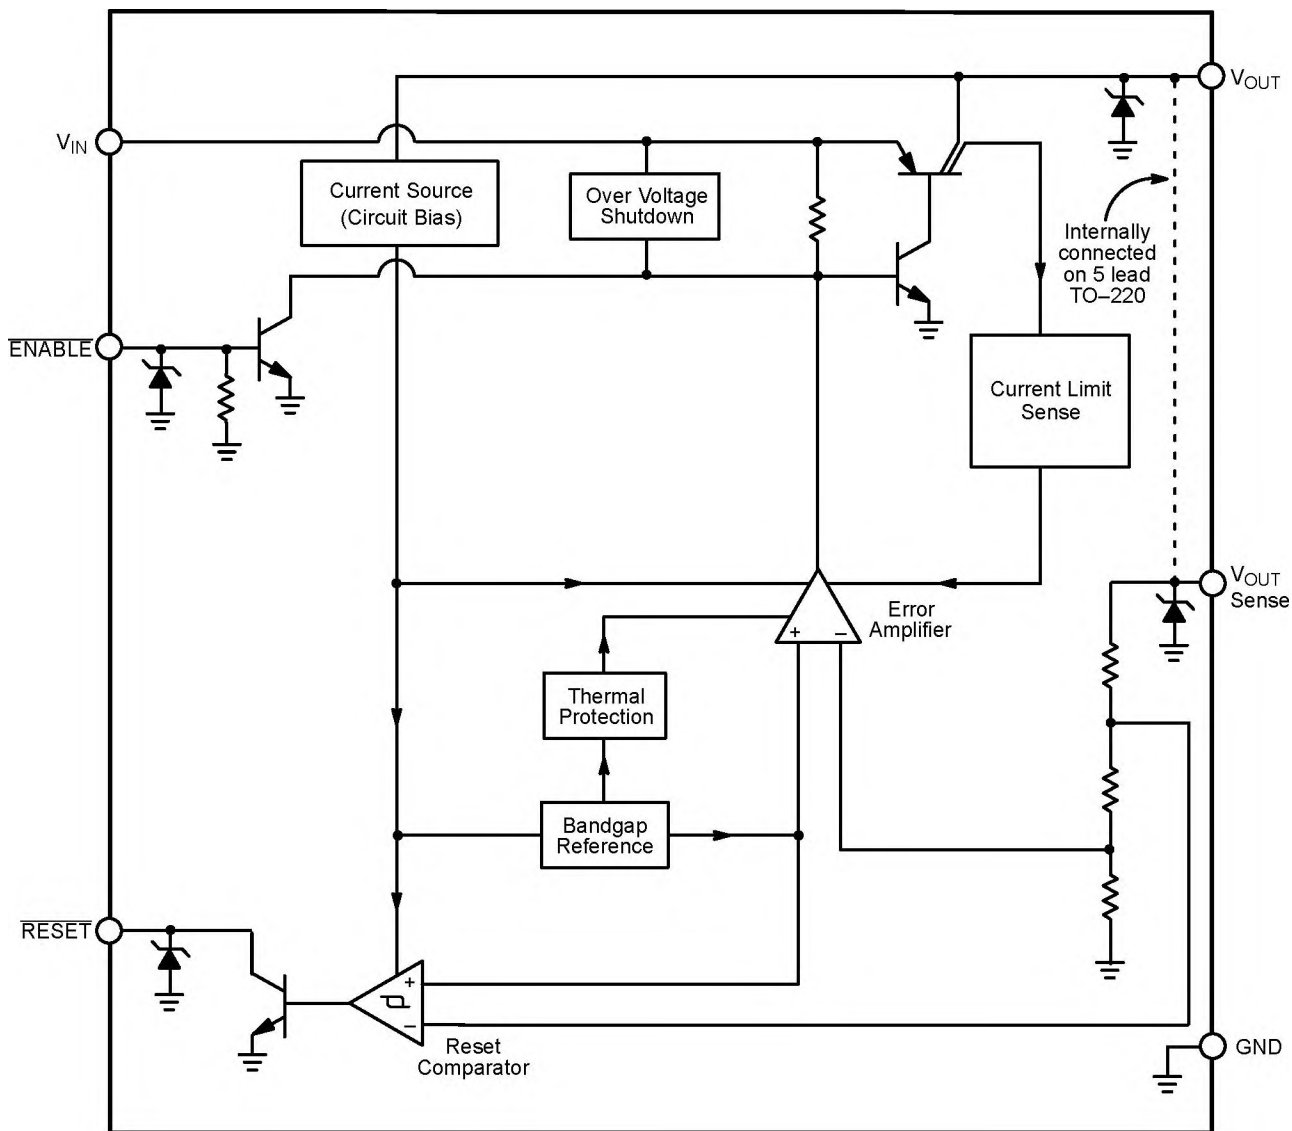 V_OUT
V_IN
Current Source
(Circuit Bias)
Over Voltage
Shutdown
Internally
connected
on 5 lead
TO–220
ENABLE
Current Limit
Sense
V_OUT
Sense
Error
Amplifier
+ –
Thermal
Protection
Bandgap
Reference
RESET
+
–
Reset
Comparator
GND